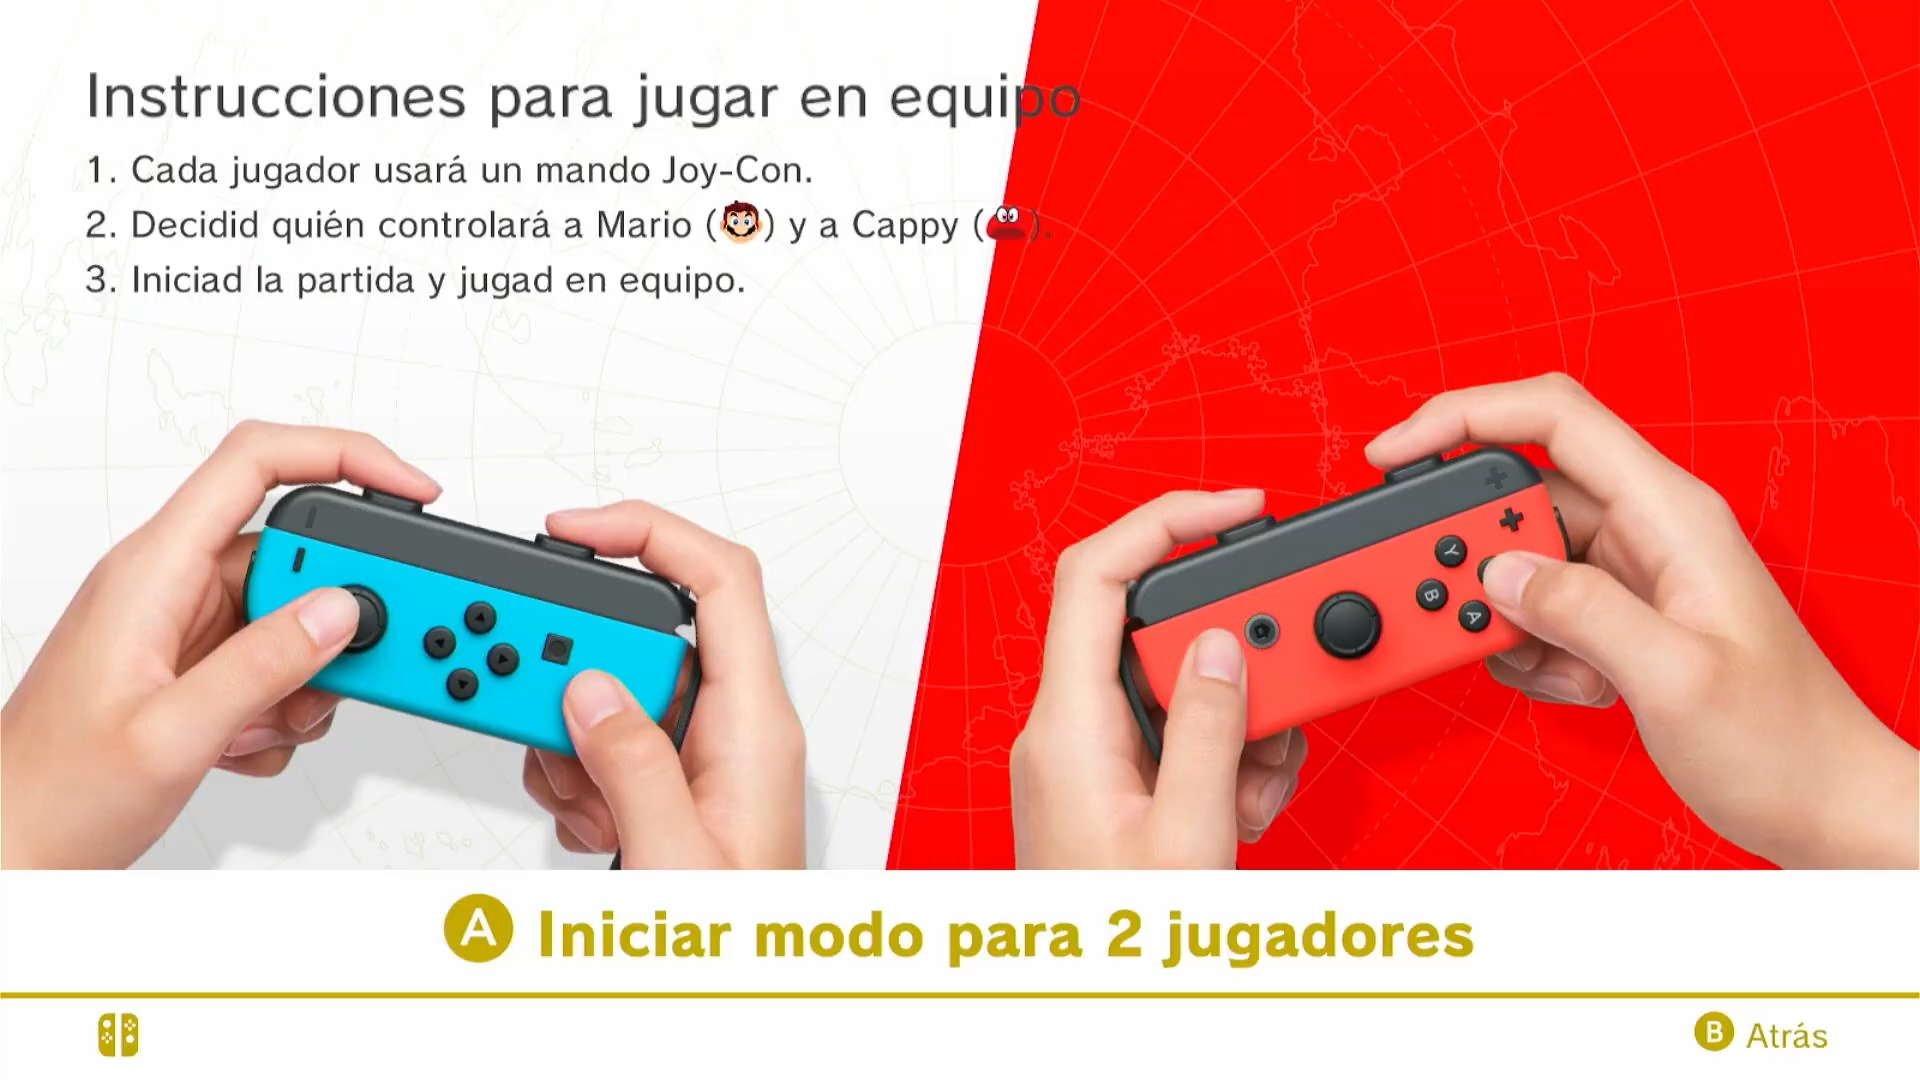 Instrucciones para jugar en equipo
1. Cada jugador usará un mando Joy-Con.
2. Decidid quién controlará a Mario () y a Cappy ().
3. Iniciad la partida y jugad en equipo.
Y
B
A
A Iniciar modo para 2 jugadores
B Atrás